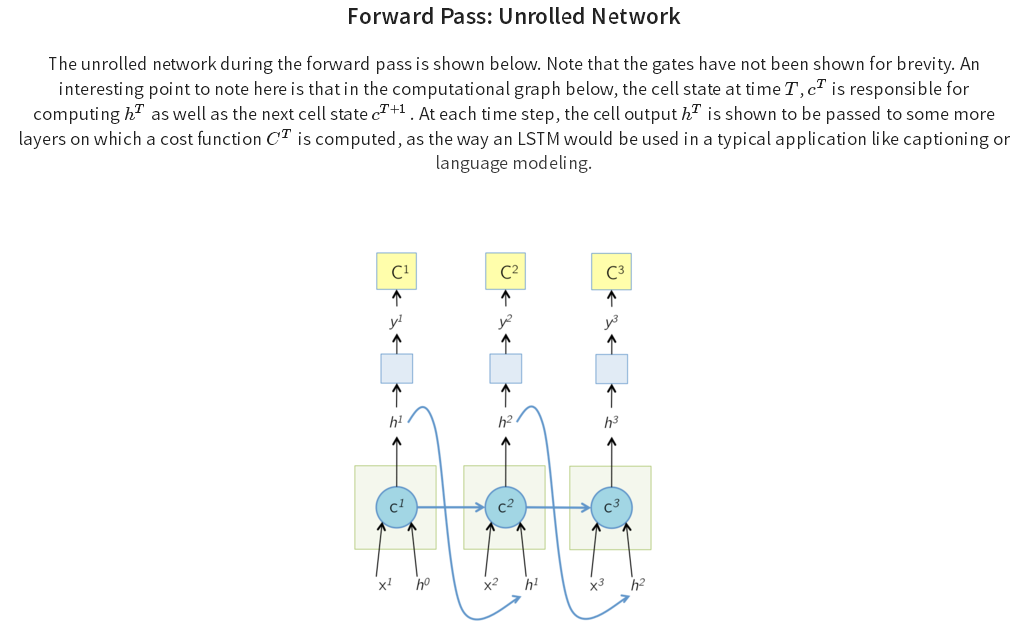 Forward Pass: Unrolled Network
The unrolled network during the forward pass is shown below. Note that the gates have not been shown for brevity. An
interesting point to note here is that in the computational graph below, the cell state at time T, c^T is responsible for
computing h^T as well as the next cell state c^{T+1}. At each time step, the cell output h^T is shown to be passed to some more
layers on which a cost function C^T is computed, as the way an LSTM would be used in a typical application like captioning or
language modeling.
C¹ C² C³
y¹ y² y³
h¹ h² h³
c¹ c² c³
x¹ h⁰ x² h¹ x³ h²